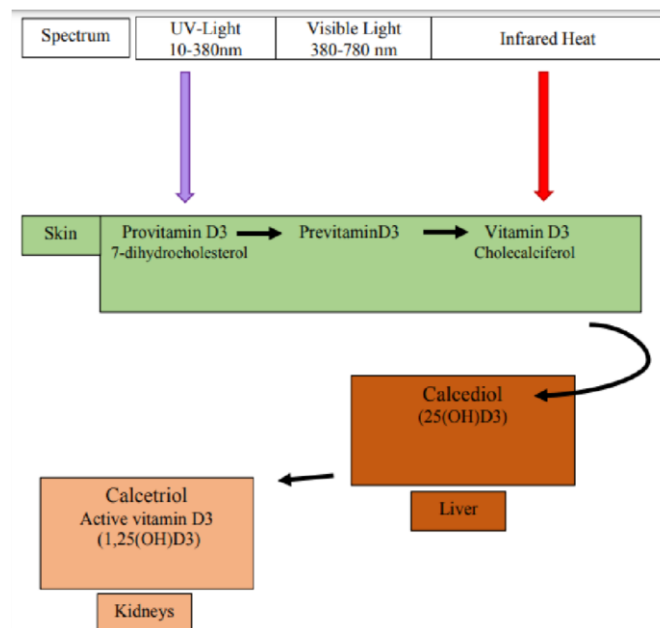 Spectrum
UV-Light
10-380nm
Visible Light
380-780 nm
Infrared Heat
Skin
Provitamin D3
7-dihydrocholesterol
PrevitaminD3
Vitamin D3
Cholecalciferol
Calcediol
(25(OH)D3)
Liver
Calcetriol
Active vitamin D3
(1,25(OH)D3)
Kidneys